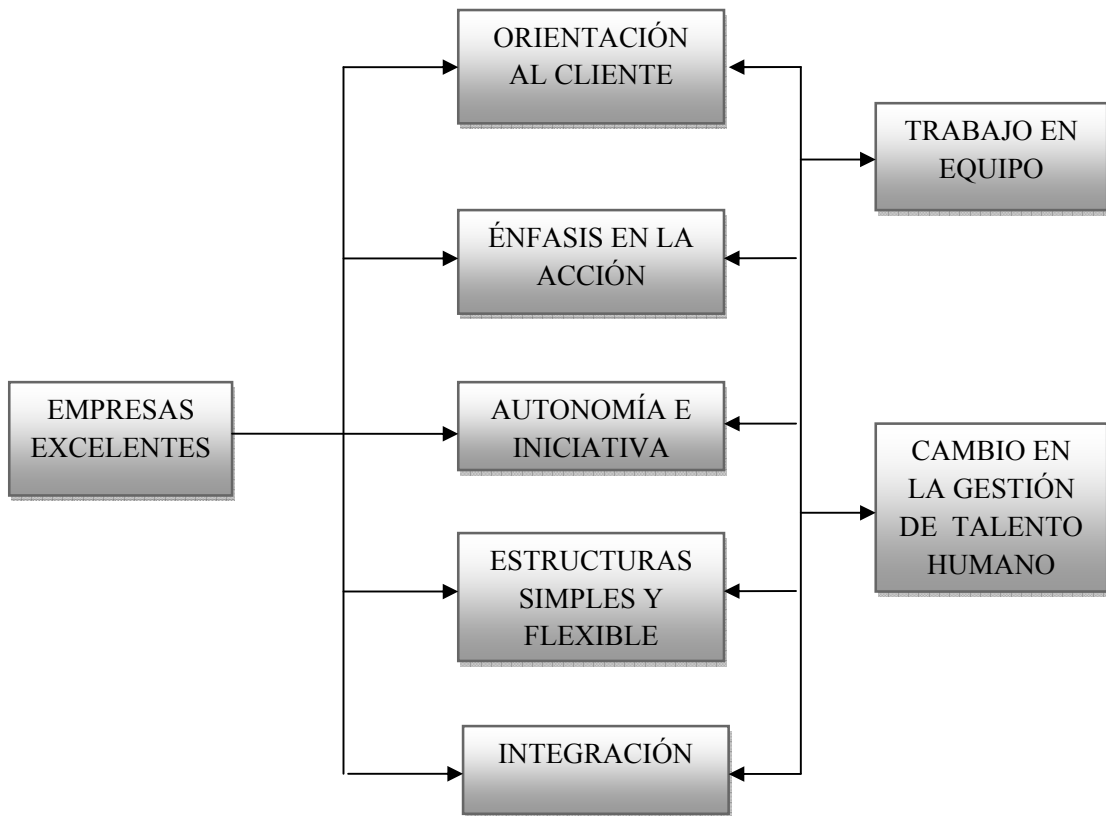 EMPRESAS
EXCELENTES
ORIENTACIÓN
AL CLIENTE
ÉNFASIS EN LA
ACCIÓN
AUTONOMÍA E
INICIATIVA
ESTRUCTURAS
SIMPLES Y
FLEXIBLE
INTEGRACIÓN
TRABAJO EN
EQUIPO
CAMBIO EN
LA GESTIÓN
DE TALENTO
HUMANO